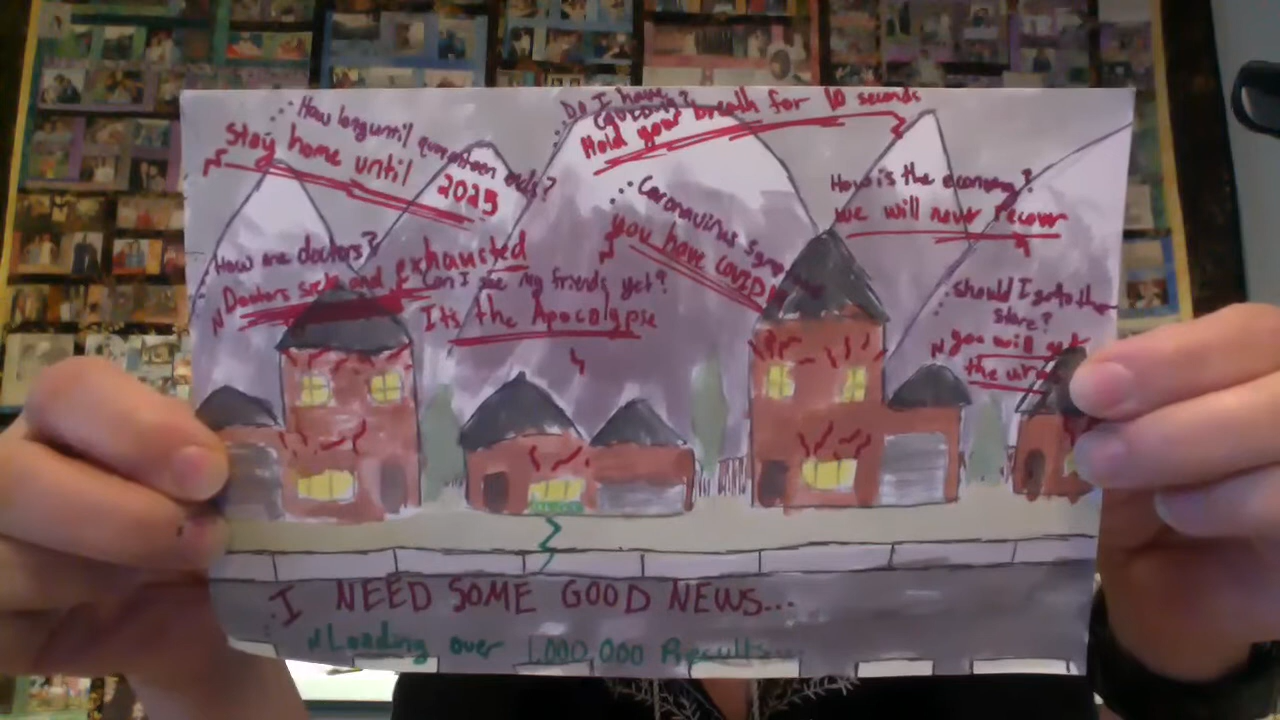 How long until quarenteen ends?
Stay home until
2025
Do I have
Hold your breath for 10 seconds
Coronavirus
you have COVID
How is the economy?
we will never recover
How are doctors?
Doctors sick and exhausted
Can I see my friends yet?
It's the Apocalypse
should I go to the
store?
you will get
the
I NEED SOME GOOD NEWS...
Loading over 1,000,000 Results...